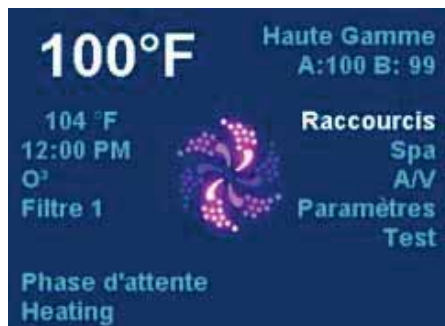 100°F
Haute Gamme
A:100 B: 99
104 °F
12:00 PM
O³
Filtre 1
Raccourcis
Spa
A/V
Paramètres
Test
Phase d'attente
Heating